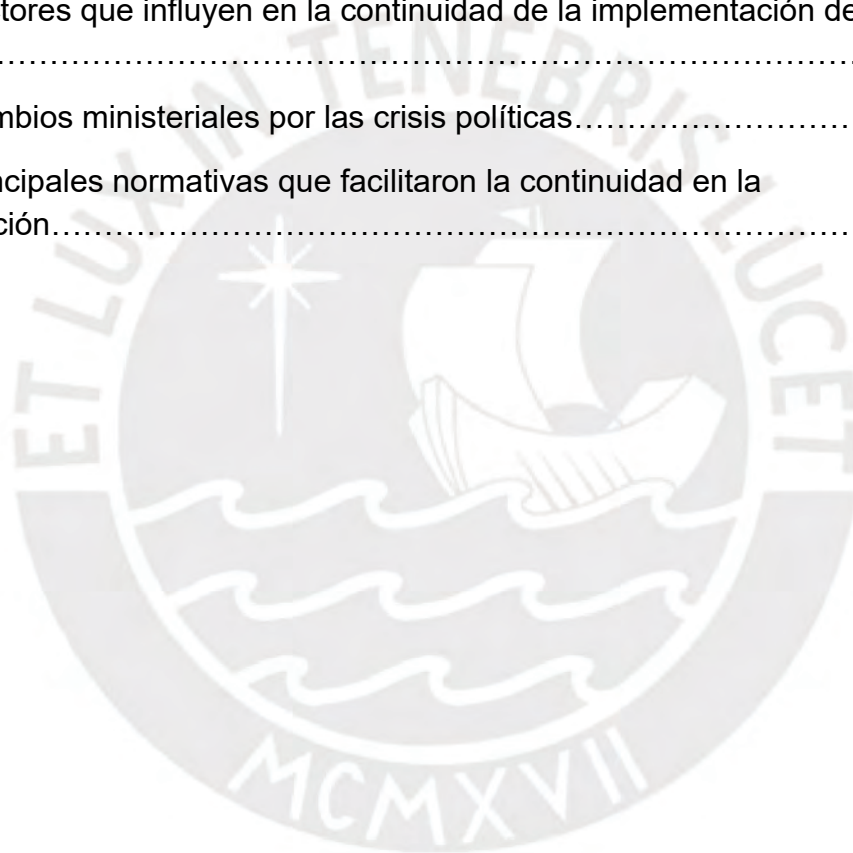 tores que influyen en la continuidad de la implementación de
……………………………………………………………………………
mbios ministeriales por las crisis políticas………………………
ncipales normativas que facilitaron la continuidad en la
ción……………………………………………………………………
ET LUX IN TENEBRIS LUCET
MCMXVII